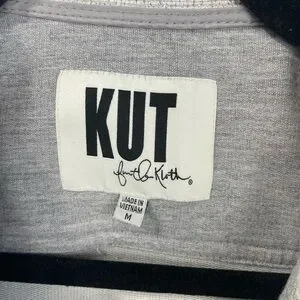 KUT
from the Kloth®
MADE IN
VIETNAM
M